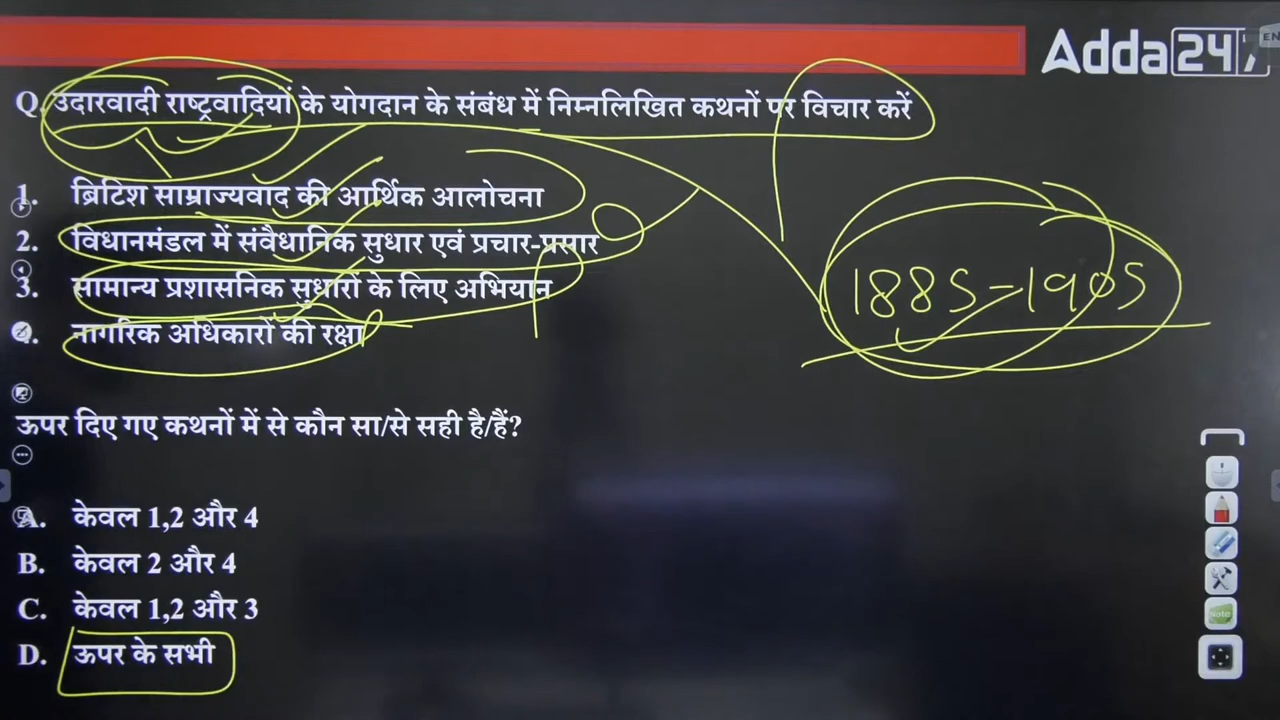 Adda247
EN
Q. उदारवादी राष्ट्रवादियों के योगदान के संबंध में निम्नलिखित कथनों पर विचार करें
1. ब्रिटिश साम्राज्यवाद की आर्थिक आलोचना
2. विधानमंडल में संवैधानिक सुधार एवं प्रचार-प्रसार
3. सामान्य प्रशासनिक सुधारों के लिए अभियान
4. नागरिक अधिकारों की रक्षा
1885-1905
ऊपर दिए गए कथनों में से कौन सा/से सही है/हैं?
A. केवल 1,2 और 4
B. केवल 2 और 4
C. केवल 1,2 और 3
D. ऊपर के सभी
Note